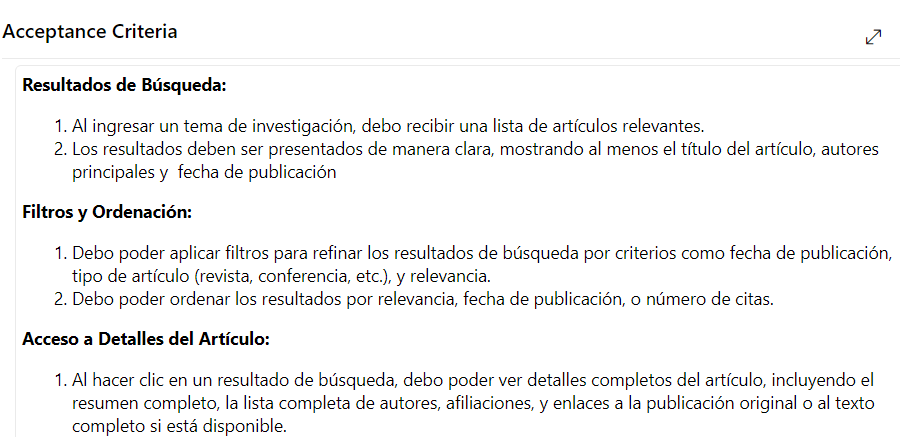 Acceptance Criteria
Resultados de Búsqueda:
1. Al ingresar un tema de investigación, debo recibir una lista de artículos relevantes.
2. Los resultados deben ser presentados de manera clara, mostrando al menos el título del artículo, autores
principales y  fecha de publicación
Filtros y Ordenación:
1. Debo poder aplicar filtros para refinar los resultados de búsqueda por criterios como fecha de publicación,
tipo de artículo (revista, conferencia, etc.), y relevancia.
2. Debo poder ordenar los resultados por relevancia, fecha de publicación, o número de citas.
Acceso a Detalles del Artículo:
1. Al hacer clic en un resultado de búsqueda, debo poder ver detalles completos del artículo, incluyendo el
resumen completo, la lista completa de autores, afiliaciones, y enlaces a la publicación original o al texto
completo si está disponible.